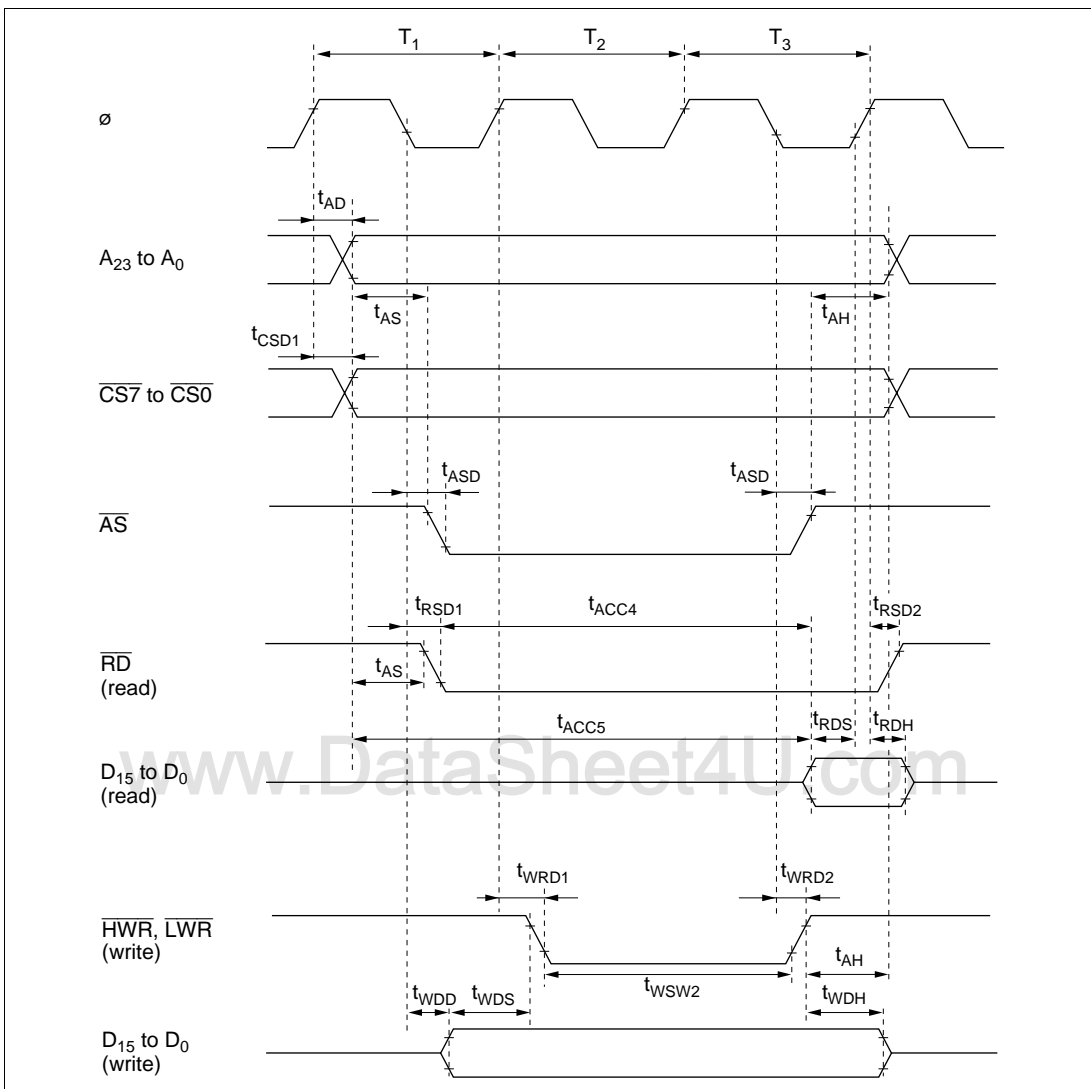 T1 T2 T3
ø
tAD
A23 to A0
tAS tAH
tCSD1
CS7 to CS0
tASD tASD
AS
tRSD1 tACC4 tRSD2
RD
(read)
tAS
tACC5 tRDS tRDH
www.DataSheet4U.com
D15 to D0
(read)
tWRD1 tWRD2
HWR, LWR
(write)
tAH
tWSW2
tWDD tWDS tWDH
D15 to D0
(write)